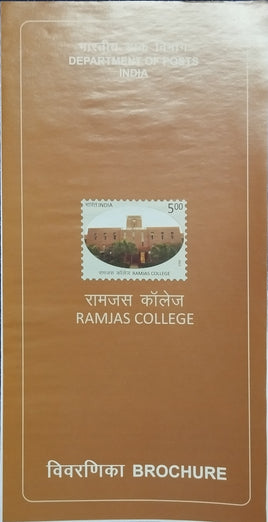 भारतीय डाक विभाग
DEPARTMENT OF POSTS
INDIA
भारत INDIA 5.00
रामजस कॉलेज RAMJAS COLLEGE
रामजस कॉलेज
RAMJAS COLLEGE
विवरणिका BROCHURE